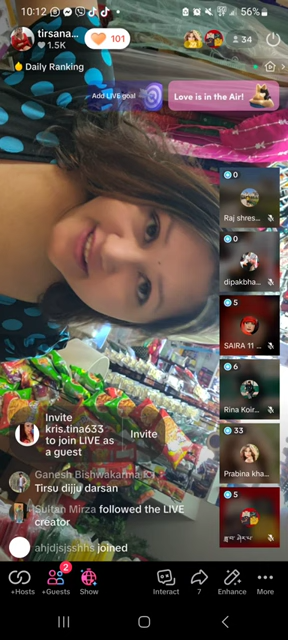 10:12
56%
tirsana...
1.5K
101
34
Daily Ranking
Add LIVE goal
Love is in the Air!
0
Raj shres...
0
dipakbha...
5
SAIRA 11 ...
6
Rina Koir...
33
Prabina kha...
5
Invite
kris.tina633
to join LIVE as
a guest
Invite
Ganesh Bishwakarma Kj
Tirsu dijju darsan
Sultan Mirza followed the LIVE
creator
ahjdjsjsshhs joined
2
+Hosts
+Guests
Show
Interact
7
Enhance
More